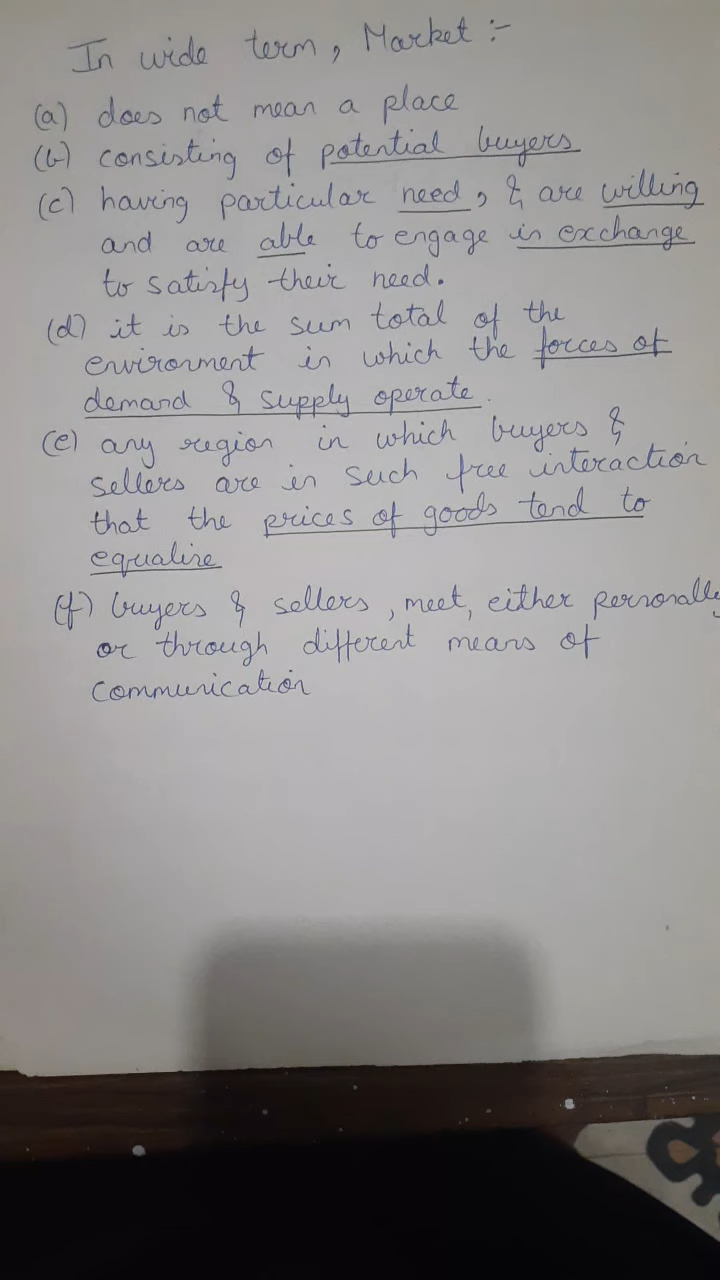 In wide term, Market :-
(a) does not mean a place
(b) consisting of potential buyers
(c) having particular need, & are willing
and are able to engage in exchange
to satisfy their need.
(d) it is the sum total of the
environment in which the forces of
demand & supply operate.
(e) any region in which buyers &
sellers are in such free interaction
that the prices of goods tend to
equalise
(f) buyers & sellers, meet, either personally
or through different means of
communication